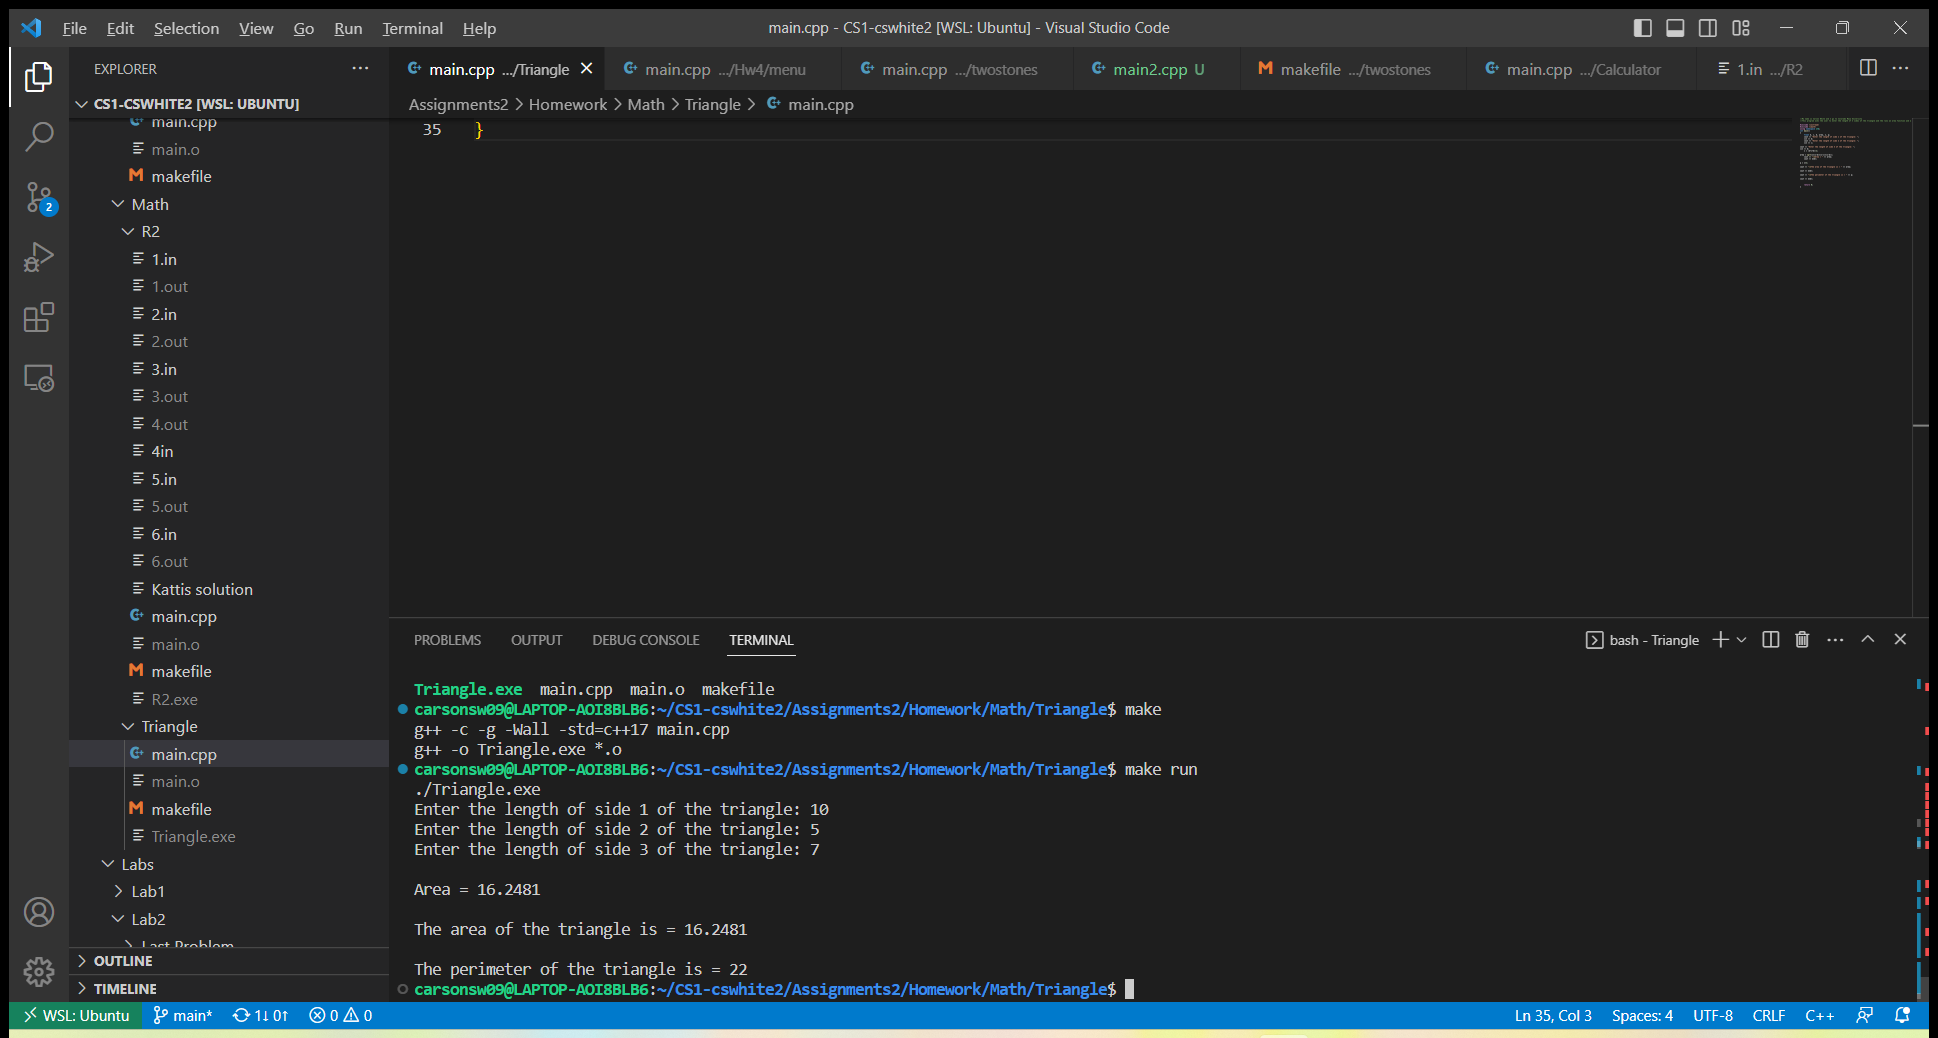 File Edit Selection View Go Run Terminal Help
main.cpp - CS1-cswhite2 [WSL: Ubuntu] - Visual Studio Code
EXPLORER
CS1-CSWHITE2 [WSL: UBUNTU]
main.cpp
main.o
makefile
Math
R2
1.in
1.out
2.in
2.out
3.in
3.out
4.out
4in
5.in
5.out
6.in
6.out
Kattis solution
main.cpp
main.o
makefile
R2.exe
Triangle
main.cpp
main.o
makefile
Triangle.exe
Labs
Lab1
Lab2
Last Problem
OUTLINE
TIMELINE
2
main.cpp .../Triangle
main.cpp .../Hw4/menu
main.cpp .../twostones
main2.cpp U
makefile .../twostones
main.cpp .../Calculator
1.in .../R2
Assignments2 > Homework > Math > Triangle > main.cpp
35 }
PROBLEMS OUTPUT DEBUG CONSOLE TERMINAL
bash - Triangle
Triangle.exe main.cpp main.o makefile
carsonsw09@LAPTOP-AOI8BLB6:~/CS1-cswhite2/Assignments2/Homework/Math/Triangle$ make
g++ -c -g -Wall -std=c++17 main.cpp
g++ -o Triangle.exe *.o
carsonsw09@LAPTOP-AOI8BLB6:~/CS1-cswhite2/Assignments2/Homework/Math/Triangle$ make run
./Triangle.exe
Enter the length of side 1 of the triangle: 10
Enter the length of side 2 of the triangle: 5
Enter the length of side 3 of the triangle: 7
Area = 16.2481
The area of the triangle is = 16.2481
The perimeter of the triangle is = 22
carsonsw09@LAPTOP-AOI8BLB6:~/CS1-cswhite2/Assignments2/Homework/Math/Triangle$
WSL: Ubuntu main* 1↓ 0↑ 0 0
Ln 35, Col 3 Spaces: 4 UTF-8 CRLF C++